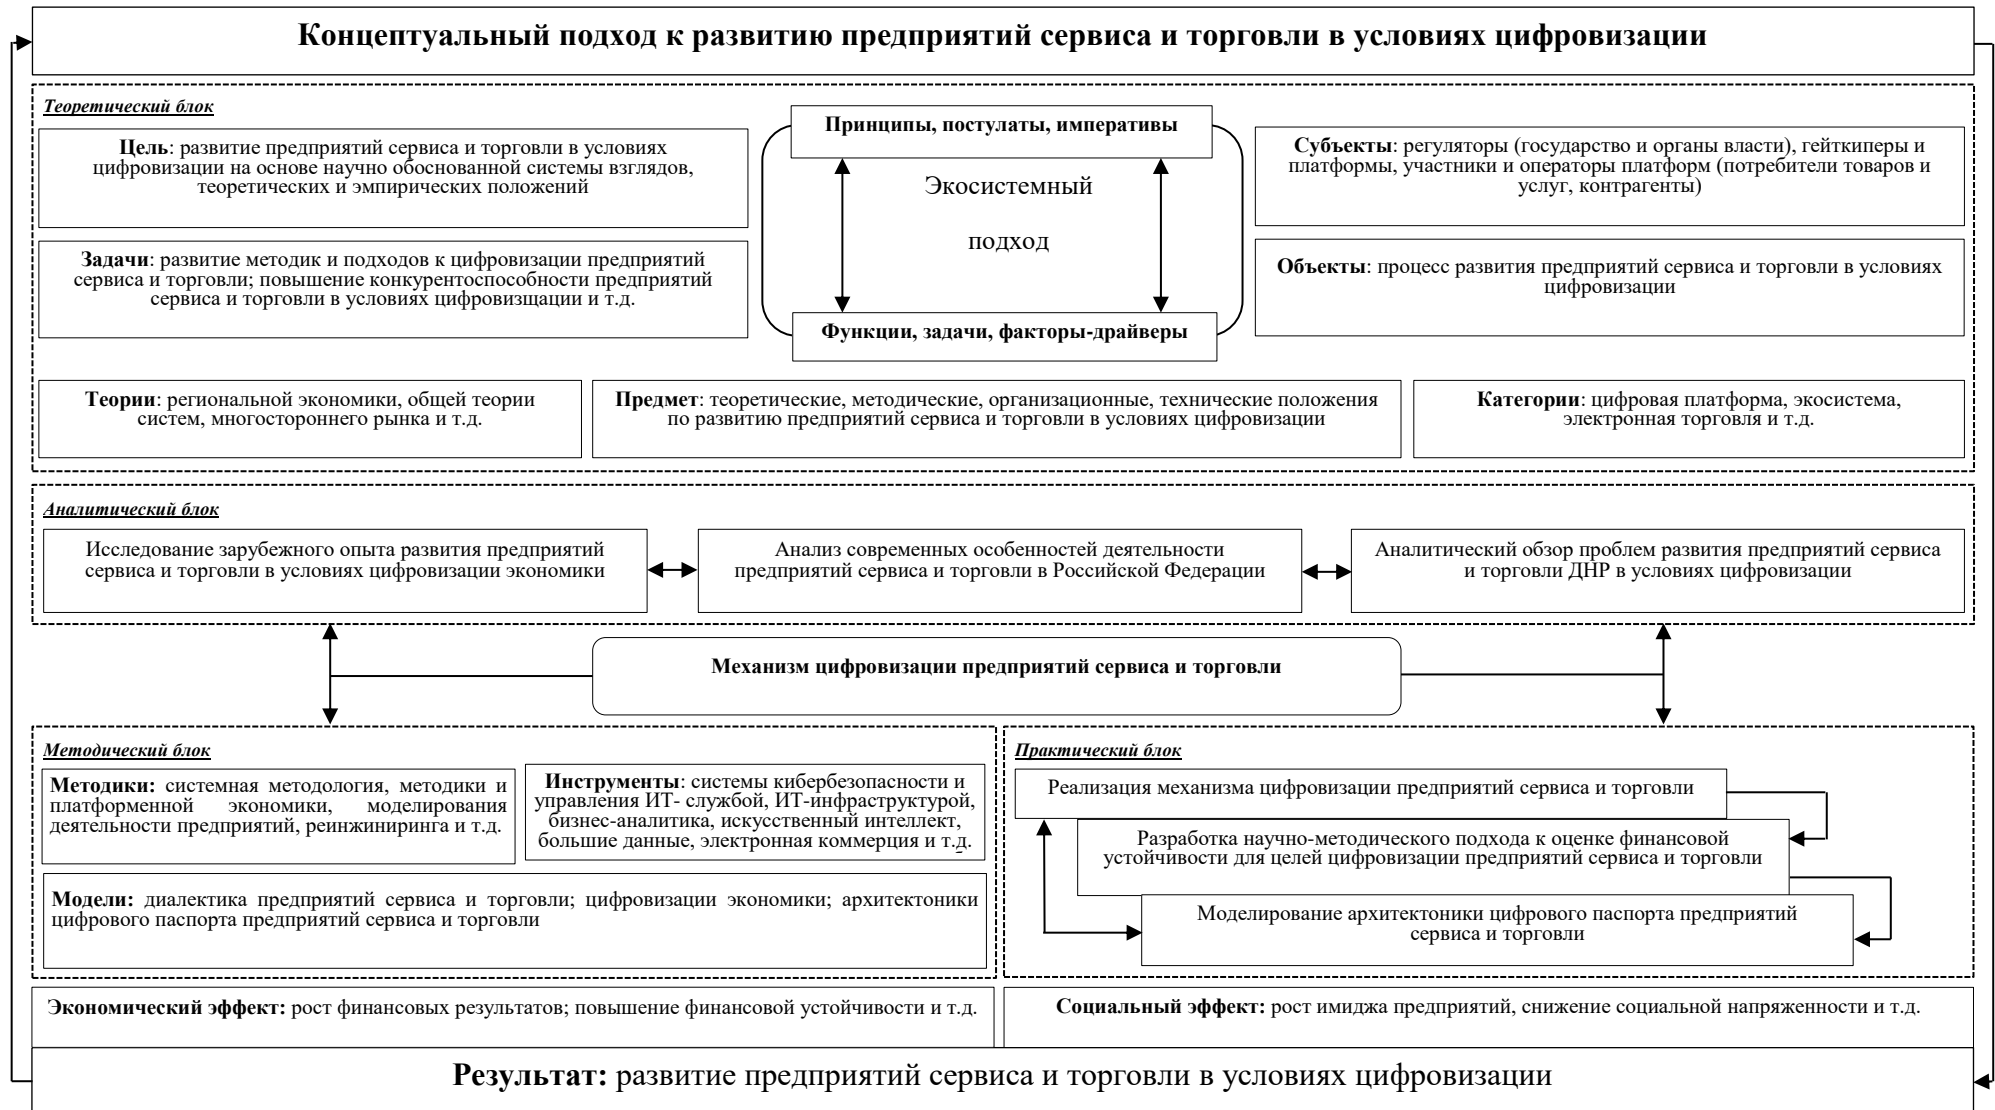 Концептуальный подход к развитию предприятий сервиса и торговли в условиях цифровизации
Теоретический блок
Цель: развитие предприятий сервиса и торговли в условиях
цифровизации на основе научно обоснованной системы взглядов,
теоретических и эмпирических положений
Принципы, постулаты, императивы
Экосистемный
подход
Функции, задачи, факторы-драйверы
Субъекты: регуляторы (государство и органы власти), гейткиперы и
платформы, участники и операторы платформ (потребители товаров и
услуг, контрагенты)
Задачи: развитие методик и подходов к цифровизации предприятий
сервиса и торговли; повышение конкурентоспособности предприятий
сервиса и торговли в условиях цифровизщации и т.д.
Объекты: процесс развития предприятий сервиса и торговли в условиях
цифровизации
Теории: региональной экономики, общей теории
систем, многостороннего рынка и т.д.
Предмет: теоретические, методические, организационные, технические положения
по развитию предприятий сервиса и торговли в условиях цифровизации
Категории: цифровая платформа, экосистема,
электронная торговля и т.д.
Аналитический блок
Исследование зарубежного опыта развития предприятий
сервиса и торговли в условиях цифровизации экономики
Анализ современных особенностей деятельности
предприятий сервиса и торговли в Российской Федерации
Аналитический обзор проблем развития предприятий сервиса
и торговли ДНР в условиях цифровизации
Механизм цифровизации предприятий сервиса и торговли
Методический блок
Методики: системная методология, методики и
платформенной экономики, моделирования
деятельности предприятий, реинжиниринга и т.д.
Инструменты: системы кибербезопасности и
управления ИТ- службой, ИТ-инфраструктурой,
бизнес-аналитика, искусственный интеллект,
большие данные, электронная коммерция и т.д.
Модели: диалектика предприятий сервиса и торговли; цифровизации экономики; архитектоники
цифрового паспорта предприятий сервиса и торговли
Практический блок
Реализация механизма цифровизации предприятий сервиса и торговли
Разработка научно-методического подхода к оценке финансовой
устойчивости для целей цифровизации предприятий сервиса и торговли
Моделирование архитектоники цифрового паспорта предприятий
сервиса и торговли
Экономический эффект: рост финансовых результатов; повышение финансовой устойчивости и т.д.
Социальный эффект: рост имиджа предприятий, снижение социальной напряженности и т.д.
Результат: развитие предприятий сервиса и торговли в условиях цифровизации